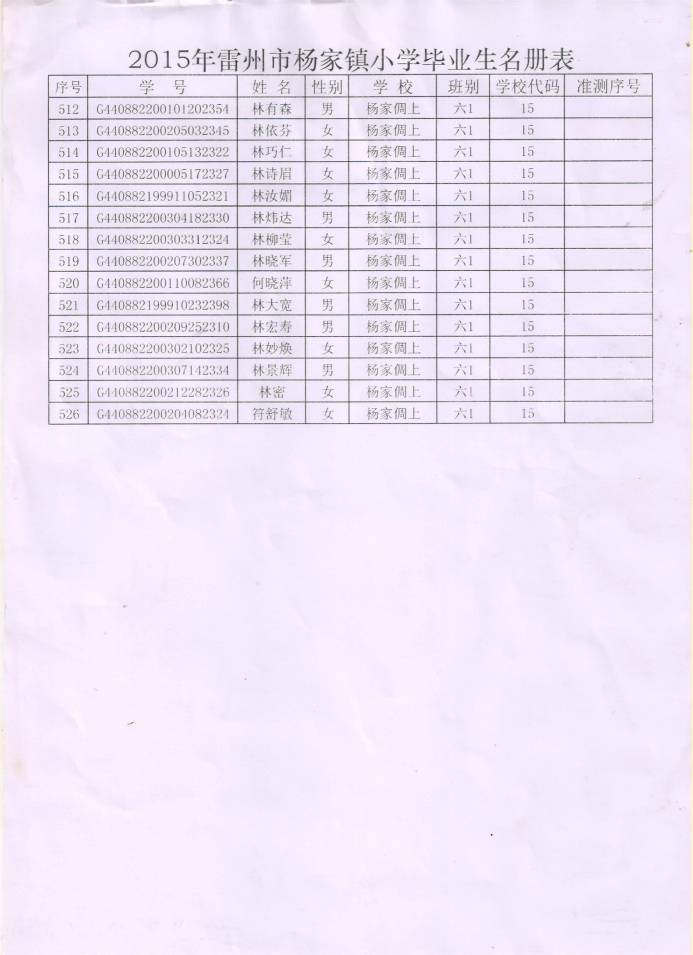 2015年雷州市杨家镇小学毕业生名册表
序号 学 号 姓 名 性别 学 校 班别 学校代码 准测序号
512 G440882200101202354 林有森 男 杨家倜上 六1 15
513 G440882200205032345 林依芬 女 杨家倜上 六1 15
514 G440882200105132322 林巧仁 女 杨家倜上 六1 15
515 G440882200005172327 林诗眉 女 杨家倜上 六1 15
516 G440882199911052321 林汝媚 女 杨家倜上 六1 15
517 G440882200304182330 林炜达 男 杨家倜上 六1 15
518 G440882200303312324 林柳莹 女 杨家倜上 六1 15
519 G440882200207302337 林晓军 男 杨家倜上 六1 15
520 G440882200110082366 何晓萍 女 杨家倜上 六1 15
521 G440882199910232398 林大宽 男 杨家倜上 六1 15
522 G440882200209252310 林宏寿 男 杨家倜上 六1 15
523 G440882200302102325 林妙焕 女 杨家倜上 六1 15
524 G440882200307142334 林景辉 男 杨家倜上 六1 15
525 G440882200212282326 林密 女 杨家倜上 六1 15
526 G440882200204082324 符舒敏 女 杨家倜上 六1 15